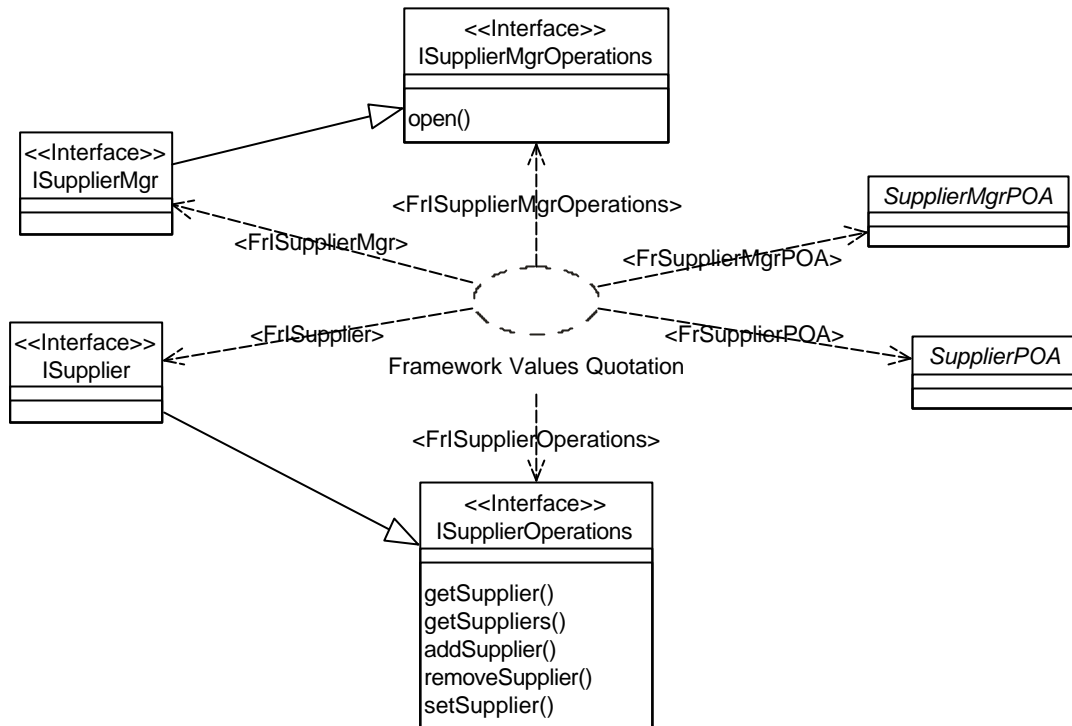 <<Interface>>
ISupplierMgrOperations
open()
<<Interface>>
ISupplierMgr
<FrISupplierMgrOperations>
SupplierMgrPOA
<FrISupplierMgr>
<FrSupplierMgrPOA>
<<Interface>>
ISupplier
<FrISupplier>
<FrSupplierPOA>
SupplierPOA
Framework Values Quotation
<FrISupplierOperations>
<<Interface>>
ISupplierOperations
getSupplier()
getSuppliers()
addSupplier()
removeSupplier()
setSupplier()